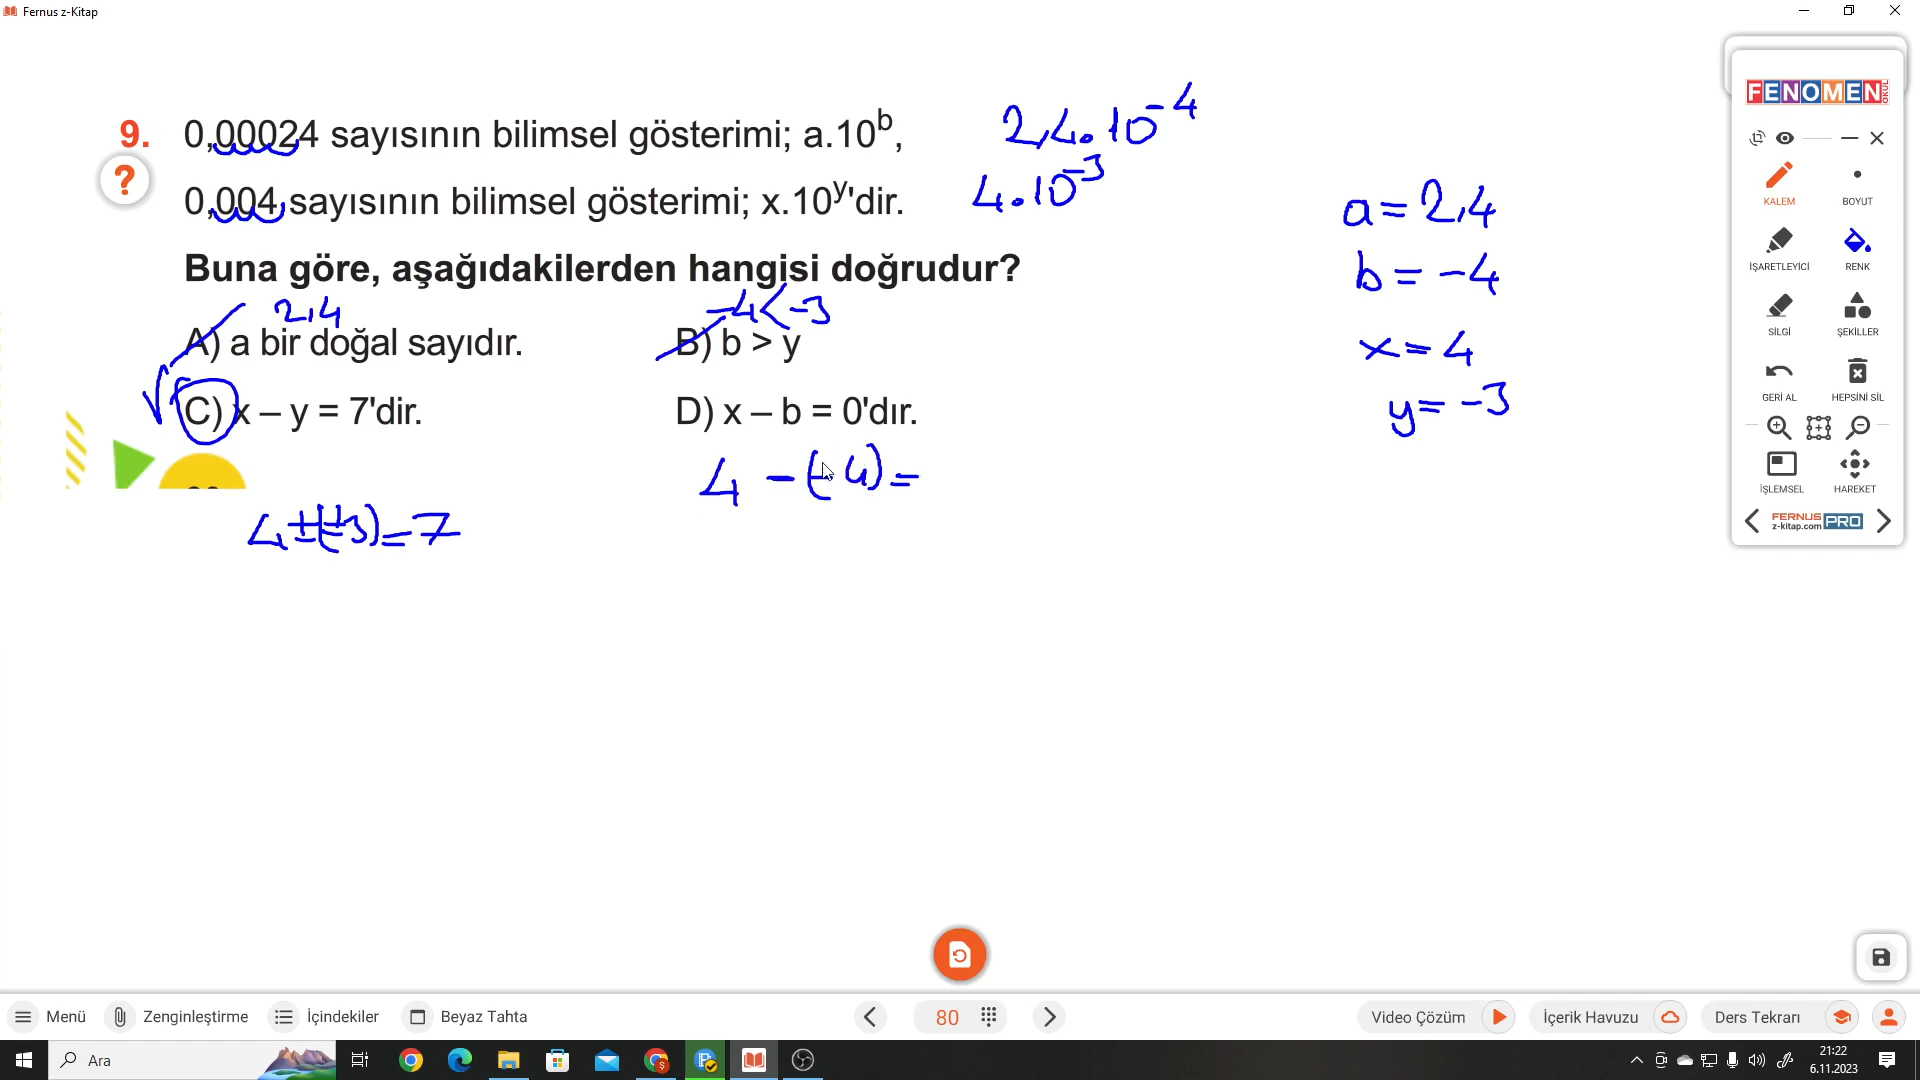 Fernus z-Kitap
9. 0,00024 sayısının bilimsel gösterimi; a.10^b,
2,4.10^-4
? 0,004 sayısının bilimsel gösterimi; x.10^y'dir.
4.10^-3
Buna göre, aşağıdakilerden hangisi doğrudur?
2,4
-4<-3
A) a bir doğal sayıdır.
B) b > y
C) x – y = 7'dir.
D) x – b = 0'dır.
4 -(-4)=
4+(+3)=7
a=2,4
b=-4
x=4
y=-3
FENOMEN OKUL
KALEM
BOYUT
İŞARETLEYİCİ
RENK
SİLGİ
ŞEKİLLER
GERİ AL
HEPSİNİ SİL
İŞLEMSEL
HAREKET
FERNUS
z-kitap.com PRO
Menü
Zenginleştirme
İçindekiler
Beyaz Tahta
80
Video Çözüm
İçerik Havuzu
Ders Tekrarı
Ara
21:22
6.11.2023